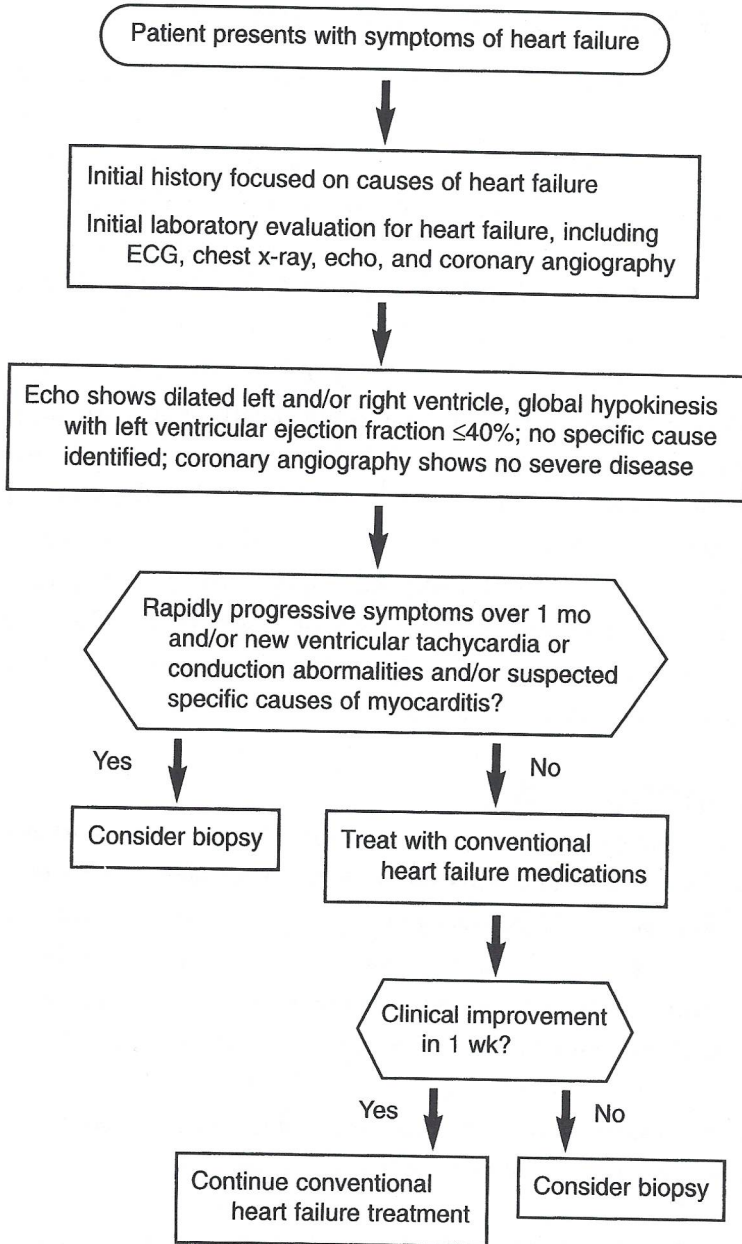 Patient presents with symptoms of heart failure
Initial history focused on causes of heart failure
Initial laboratory evaluation for heart failure, including
ECG, chest x-ray, echo, and coronary angiography
Echo shows dilated left and/or right ventricle, global hypokinesis
with left ventricular ejection fraction ≤40%; no specific cause
identified; coronary angiography shows no severe disease
Rapidly progressive symptoms over 1 mo
and/or new ventricular tachycardia or
conduction abormalities and/or suspected
specific causes of myocarditis?
Yes
No
Consider biopsy
Treat with conventional
heart failure medications
Clinical improvement
in 1 wk?
Yes
No
Continue conventional
heart failure treatment
Consider biopsy